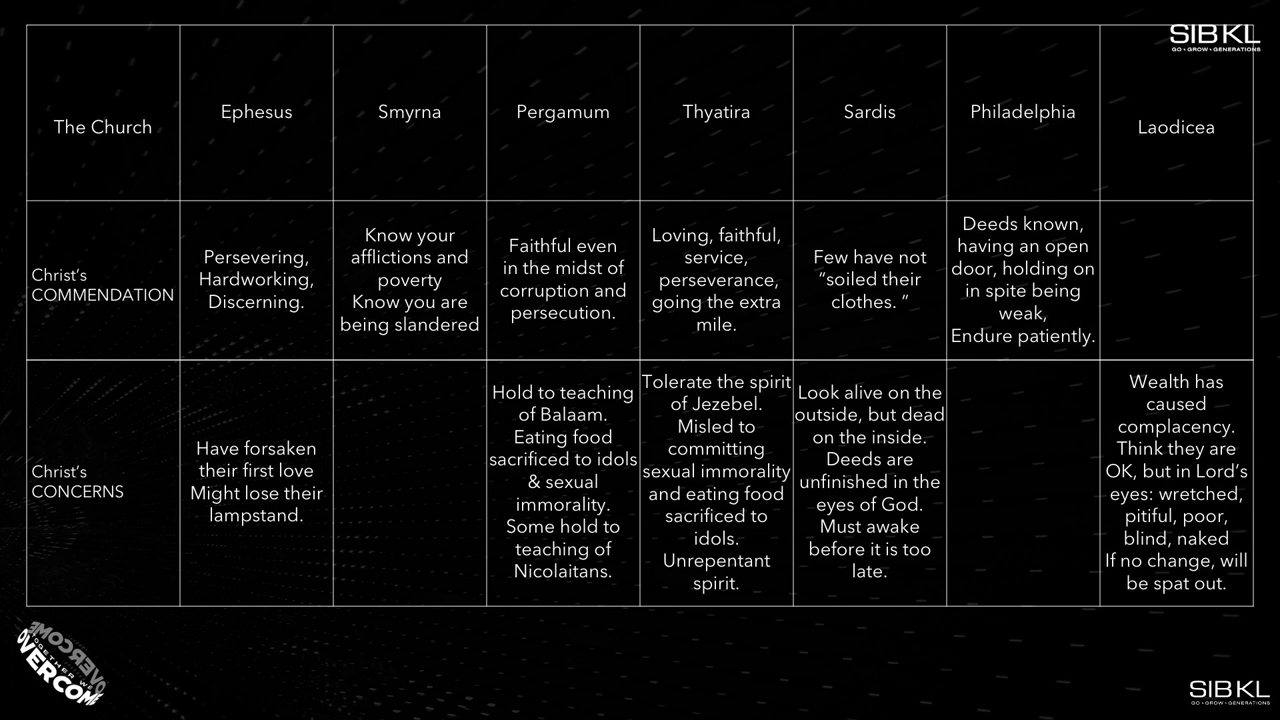 SIBKL
GO • GROW • GENERATIONS
The Church
Ephesus
Smyrna
Pergamum
Thyatira
Sardis
Philadelphia
Laodicea
Christ's
COMMENDATION
Persevering,
Hardworking,
Discerning.
Know your
afflictions and
poverty
Know you are
being slandered
Faithful even
in the midst of
corruption and
persecution.
Loving, faithful,
service,
perseverance,
going the extra
mile.
Few have not
“soiled their
clothes. ”
Deeds known,
having an open
door, holding on
in spite being
weak,
Endure patiently.
Christ's
CONCERNS
Have forsaken
their first love
Might lose their
lampstand.
Hold to teaching
of Balaam.
Eating food
sacrificed to idols
& sexual
immorality.
Some hold to
teaching of
Nicolaitans.
Tolerate the spirit
of Jezebel.
Misled to
committing
sexual immorality
and eating food
sacrificed to
idols.
Unrepentant
spirit.
Look alive on the
outside, but dead
on the inside.
Deeds are
unfinished in the
eyes of God.
Must awake
before it is too
late.
Wealth has
caused
complacency.
Think they are
OK, but in Lord's
eyes: wretched,
pitiful, poor,
blind, naked
If no change, will
be spat out.
OVERCOME
TOGETHER WE
OVERCOME
SIBKL
GO • GROW • GENERATIONS